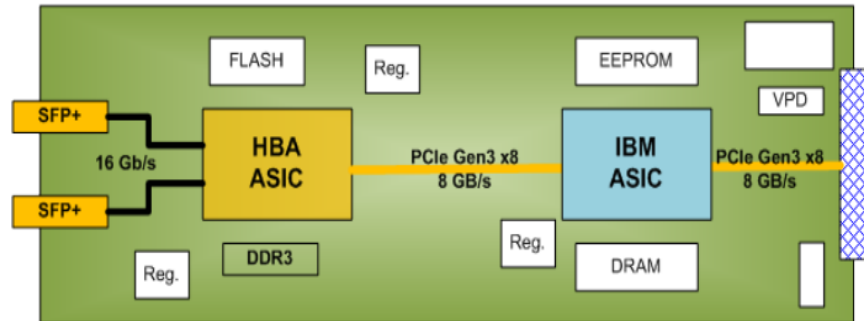 FLASH
Reg.
EEPROM
VPD
SFP+
16 Gb/s
SFP+
HBA
ASIC
PCIe Gen3 x8
8 GB/s
IBM
ASIC
PCIe Gen3 x8
8 GB/s
Reg.
DDR3
Reg.
DRAM